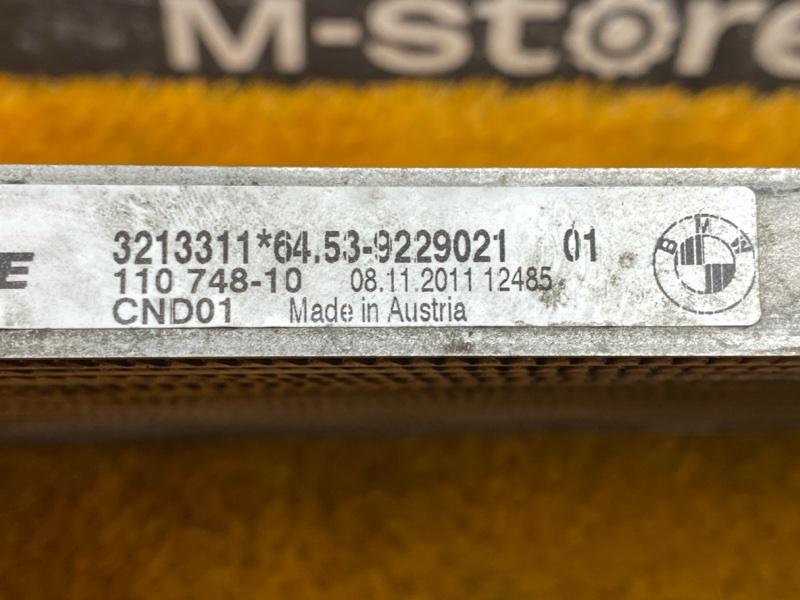 M-Store
E 3213311*64.53-9229021 01
110 748-10 08.11.2011 12485
CND01 Made in Austria
BMW